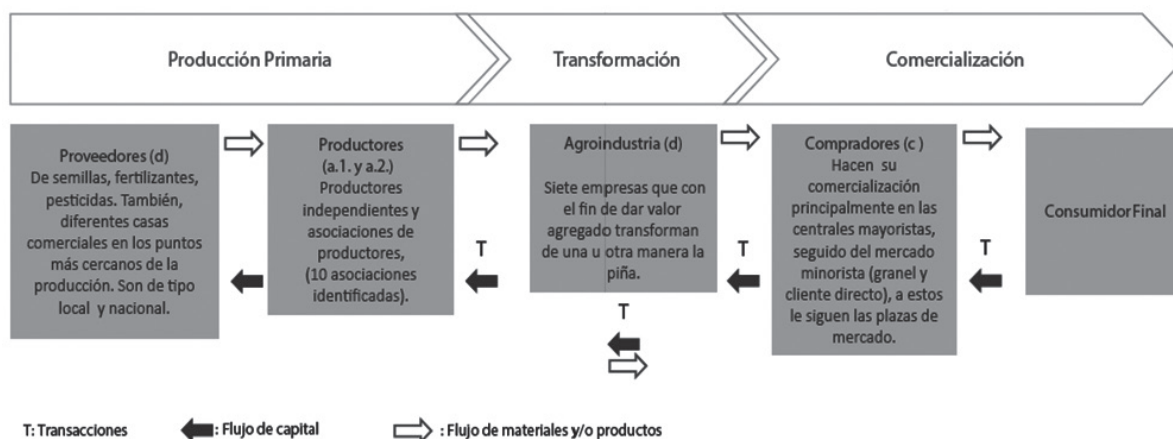 Producción Primaria
Transformación
Comercialización
Proveedores (d)
De semillas, fertilizantes,
pesticidas. También,
diferentes casas
comerciales en los puntos
más cercanos de la
producción. Son de tipo
local y nacional.
Productores
(a.1. y a.2.)
Productores
independientes y
asociaciones de
productores,
(10 asociaciones
identificadas).
T
Agroindustria (d)
Siete empresas que con
el fin de dar valor
agregado transforman
de una u otra manera la
piña.
T
T
Compradores (c )
Hacen su
comercialización
principalmente en las
centrales mayoristas,
seguido del mercado
minorista (granel y
cliente directo), a estos
le siguen las plazas de
mercado.
T
Consumidor Final
T: Transacciones
: Flujo de capital
: Flujo de materiales y/o productos